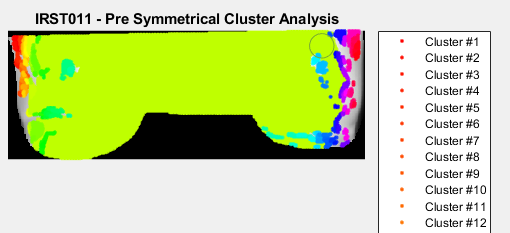 IRST011 - Pre Symmetrical Cluster Analysis
Cluster #1
Cluster #2
Cluster #3
Cluster #4
Cluster #5
Cluster #6
Cluster #7
Cluster #8
Cluster #9
Cluster #10
Cluster #11
Cluster #12